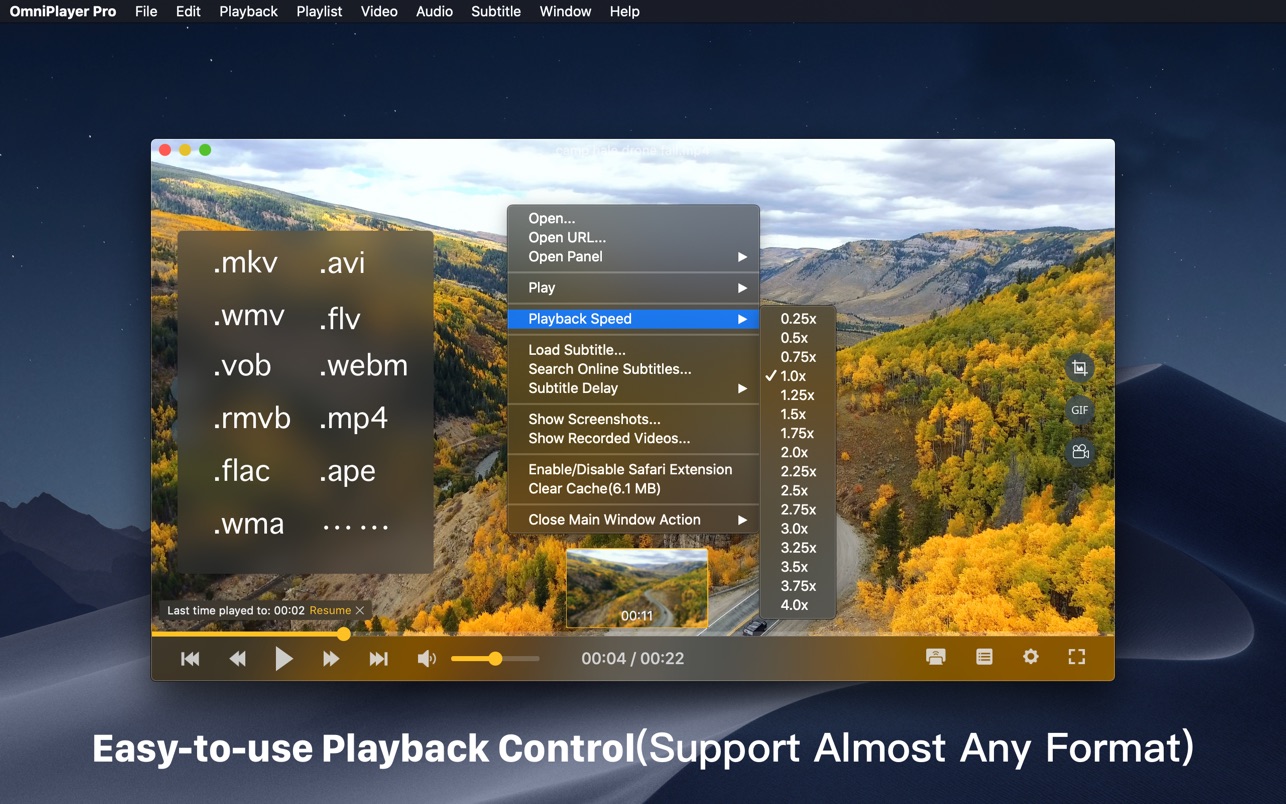 OmniPlayer Pro File Edit Playback Playlist Video Audio Subtitle Window Help
.mkv .avi
.wmv .flv
.vob .webm
.rmvb .mp4
.flac .ape
.wma ... ...
Open...
Open URL...
Open Panel
Play
Playback Speed
Load Subtitle...
Search Online Subtitles...
Subtitle Delay
Show Screenshots...
Show Recorded Videos...
Enable/Disable Safari Extension
Clear Cache(6.1 MB)
Close Main Window Action
0.25x
0.5x
0.75x
✓ 1.0x
1.25x
1.5x
1.75x
2.0x
2.25x
2.5x
2.75x
3.0x
3.25x
3.5x
3.75x
4.0x
GIF
00:11
Last time played to: 00:02 Resume ×
00:04 / 00:22
Easy-to-use Playback Control(Support Almost Any Format)